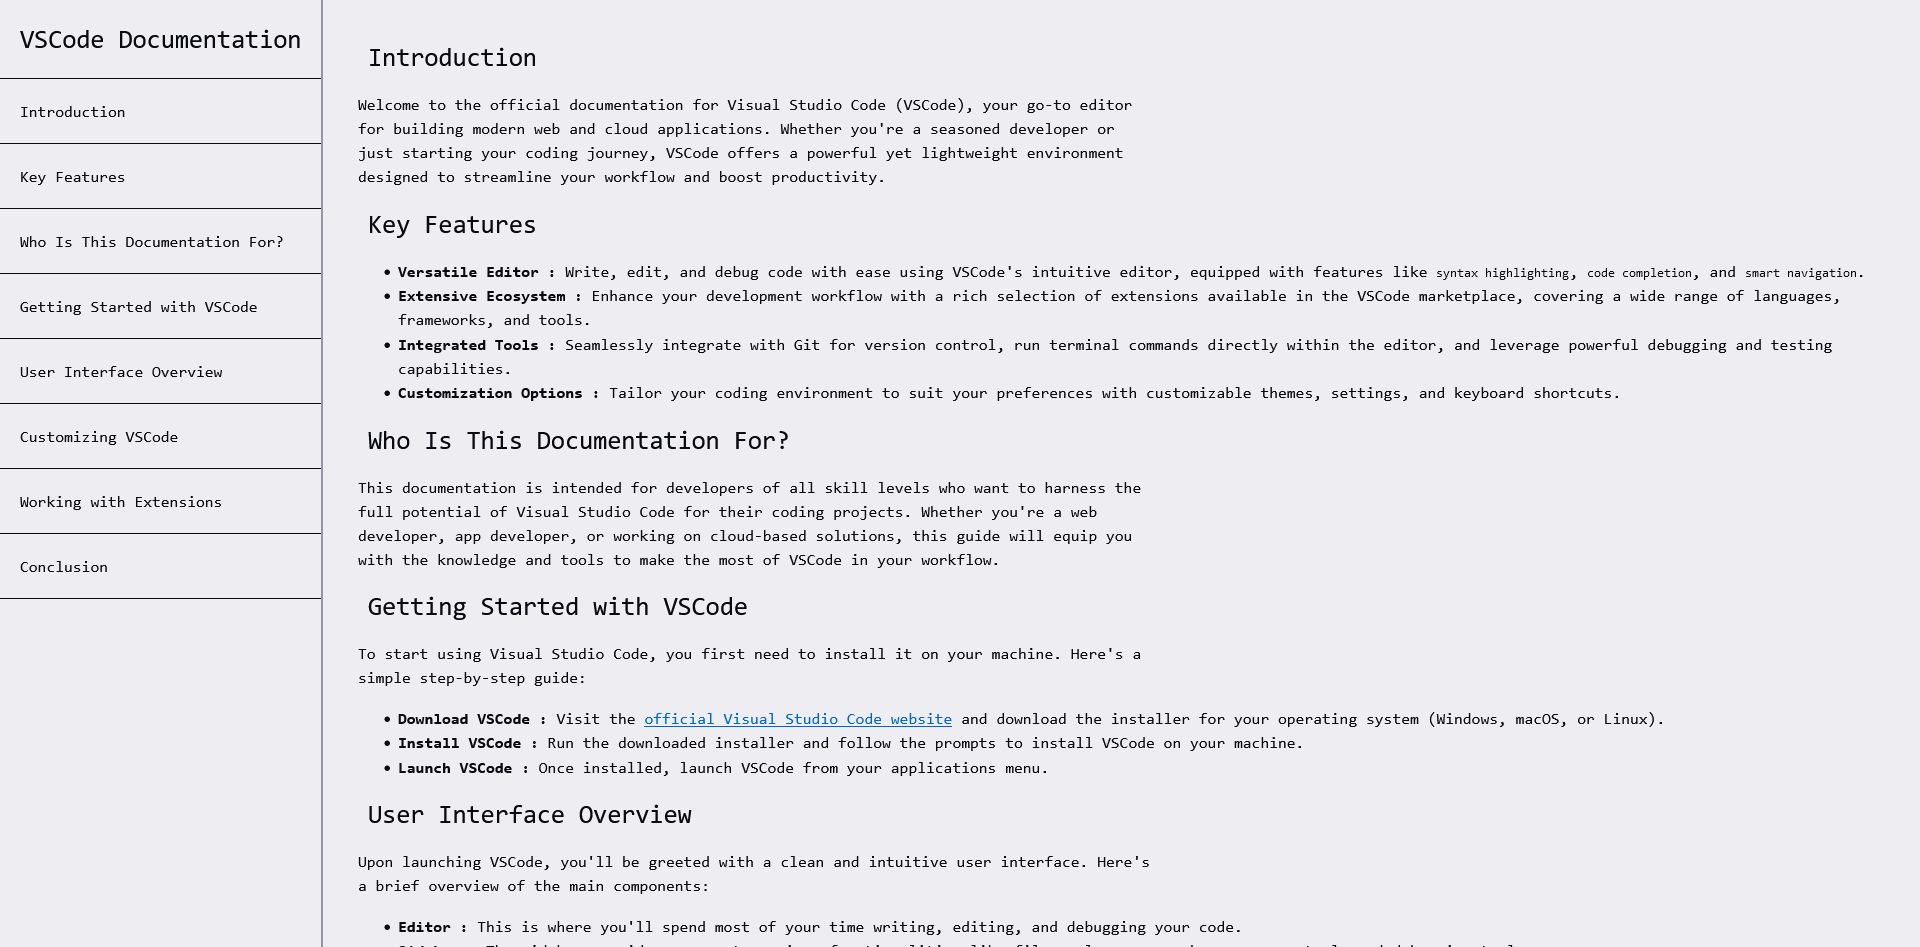 VSCode Documentation
Introduction
Key Features
Who Is This Documentation For?
Getting Started with VSCode
User Interface Overview
Customizing VSCode
Working with Extensions
Conclusion
Introduction
Welcome to the official documentation for Visual Studio Code (VSCode), your go-to editor
for building modern web and cloud applications. Whether you're a seasoned developer or
just starting your coding journey, VSCode offers a powerful yet lightweight environment
designed to streamline your workflow and boost productivity.
Key Features
• Versatile Editor : Write, edit, and debug code with ease using VSCode's intuitive editor, equipped with features like syntax highlighting, code completion, and smart navigation.
• Extensive Ecosystem : Enhance your development workflow with a rich selection of extensions available in the VSCode marketplace, covering a wide range of languages,
frameworks, and tools.
• Integrated Tools : Seamlessly integrate with Git for version control, run terminal commands directly within the editor, and leverage powerful debugging and testing
capabilities.
• Customization Options : Tailor your coding environment to suit your preferences with customizable themes, settings, and keyboard shortcuts.
Who Is This Documentation For?
This documentation is intended for developers of all skill levels who want to harness the
full potential of Visual Studio Code for their coding projects. Whether you're a web
developer, app developer, or working on cloud-based solutions, this guide will equip you
with the knowledge and tools to make the most of VSCode in your workflow.
Getting Started with VSCode
To start using Visual Studio Code, you first need to install it on your machine. Here's a
simple step-by-step guide:
• Download VSCode : Visit the official Visual Studio Code website and download the installer for your operating system (Windows, macOS, or Linux).
• Install VSCode : Run the downloaded installer and follow the prompts to install VSCode on your machine.
• Launch VSCode : Once installed, launch VSCode from your applications menu.
User Interface Overview
Upon launching VSCode, you'll be greeted with a clean and intuitive user interface. Here's
a brief overview of the main components:
• Editor : This is where you'll spend most of your time writing, editing, and debugging your code.